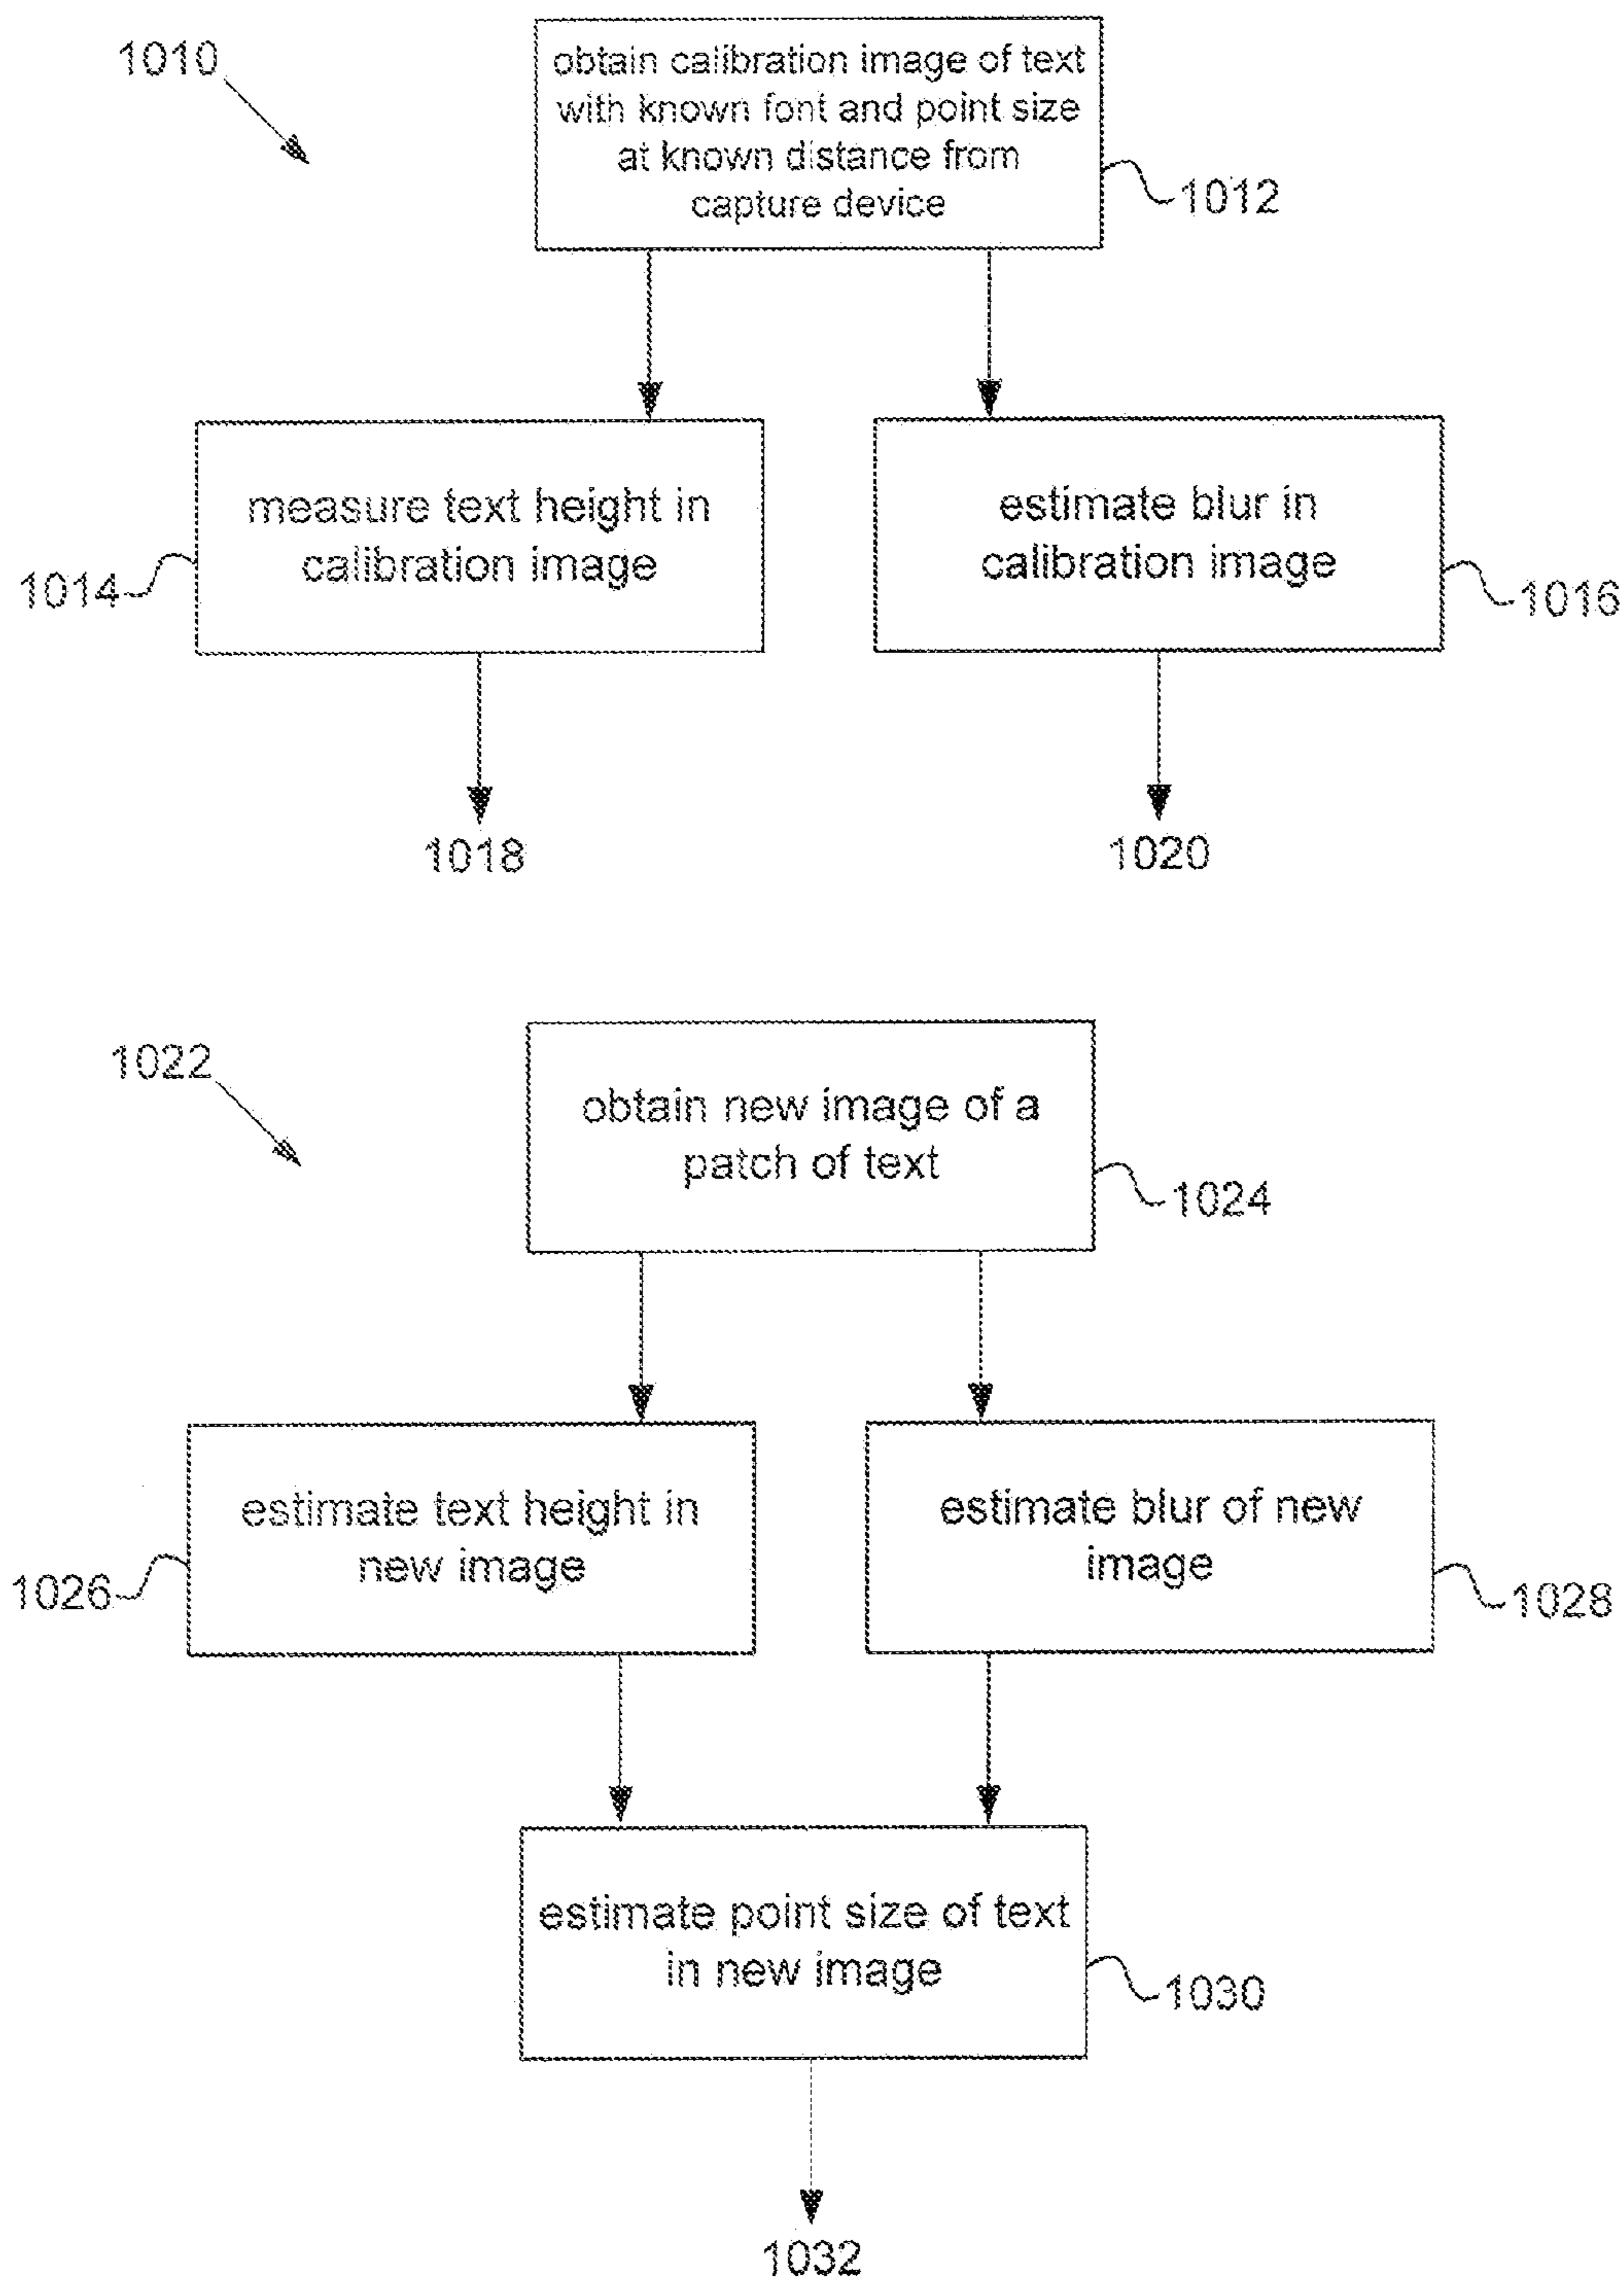 1010
obtain calibration image of text
with known font and point size
at known distance from
capture device
1012
measure text height in
calibration image
1014
estimate blur in
calibration image
1016
1018
1020
1022
obtain new image of a
patch of text
1024
estimate text height in
new image
1026
estimate blur of new
image
1028
estimate point size of text
in new image
1030
1032